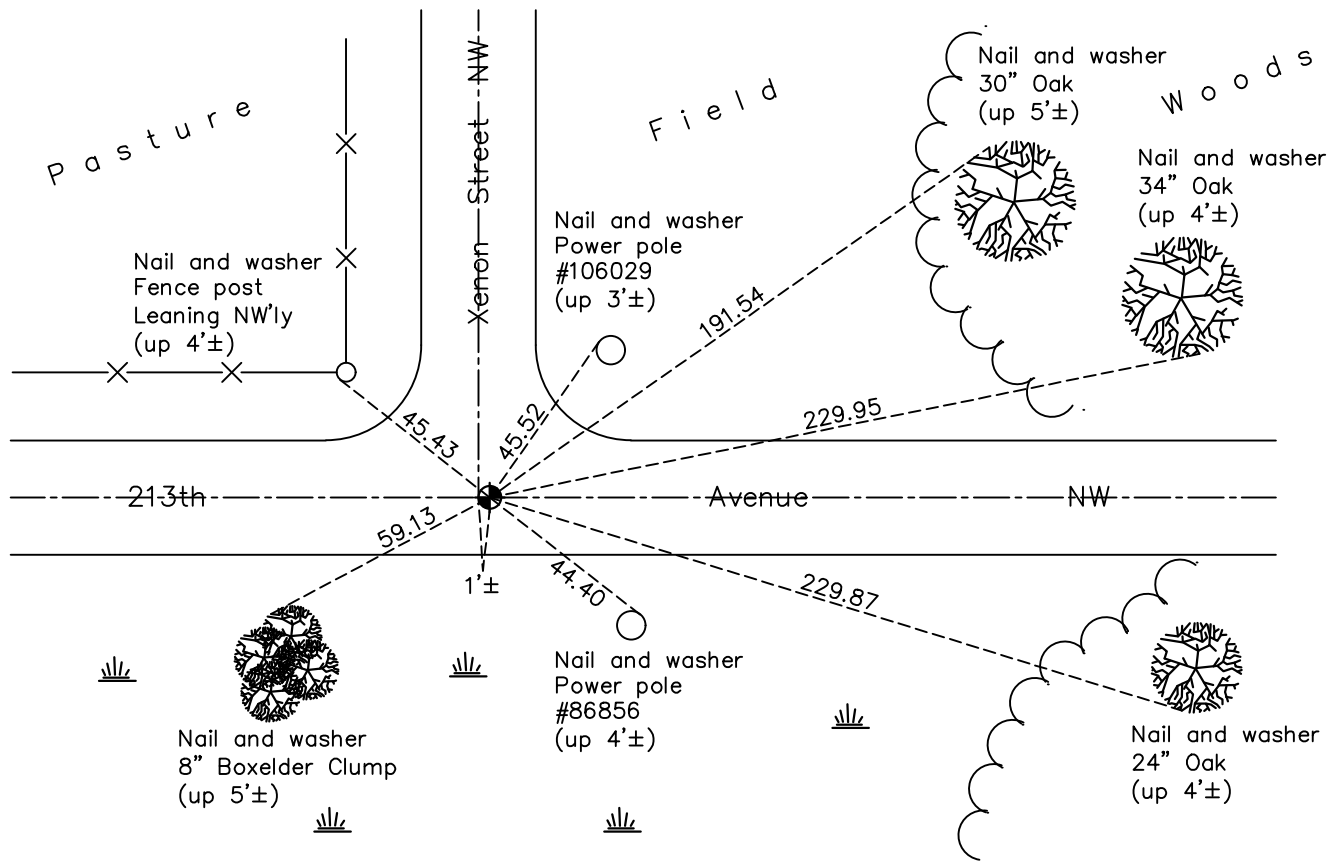 Pasture
Xenon Street NW
Field
Woods
Nail and washer
30” Oak
(up 5'±)
Nail and washer
34” Oak
(up 4'±)
Nail and washer
Power pole
#106029
(up 3'±)
Nail and washer
Fence post
Leaning NW'ly
(up 4'±)
191.54
45.43
45.52
229.95
213th Avenue NW
59.13
1'±
44.40
229.87
Nail and washer
Power pole
#86856
(up 4'±)
Nail and washer
8” Boxelder Clump
(up 5'±)
Nail and washer
24” Oak
(up 4'±)